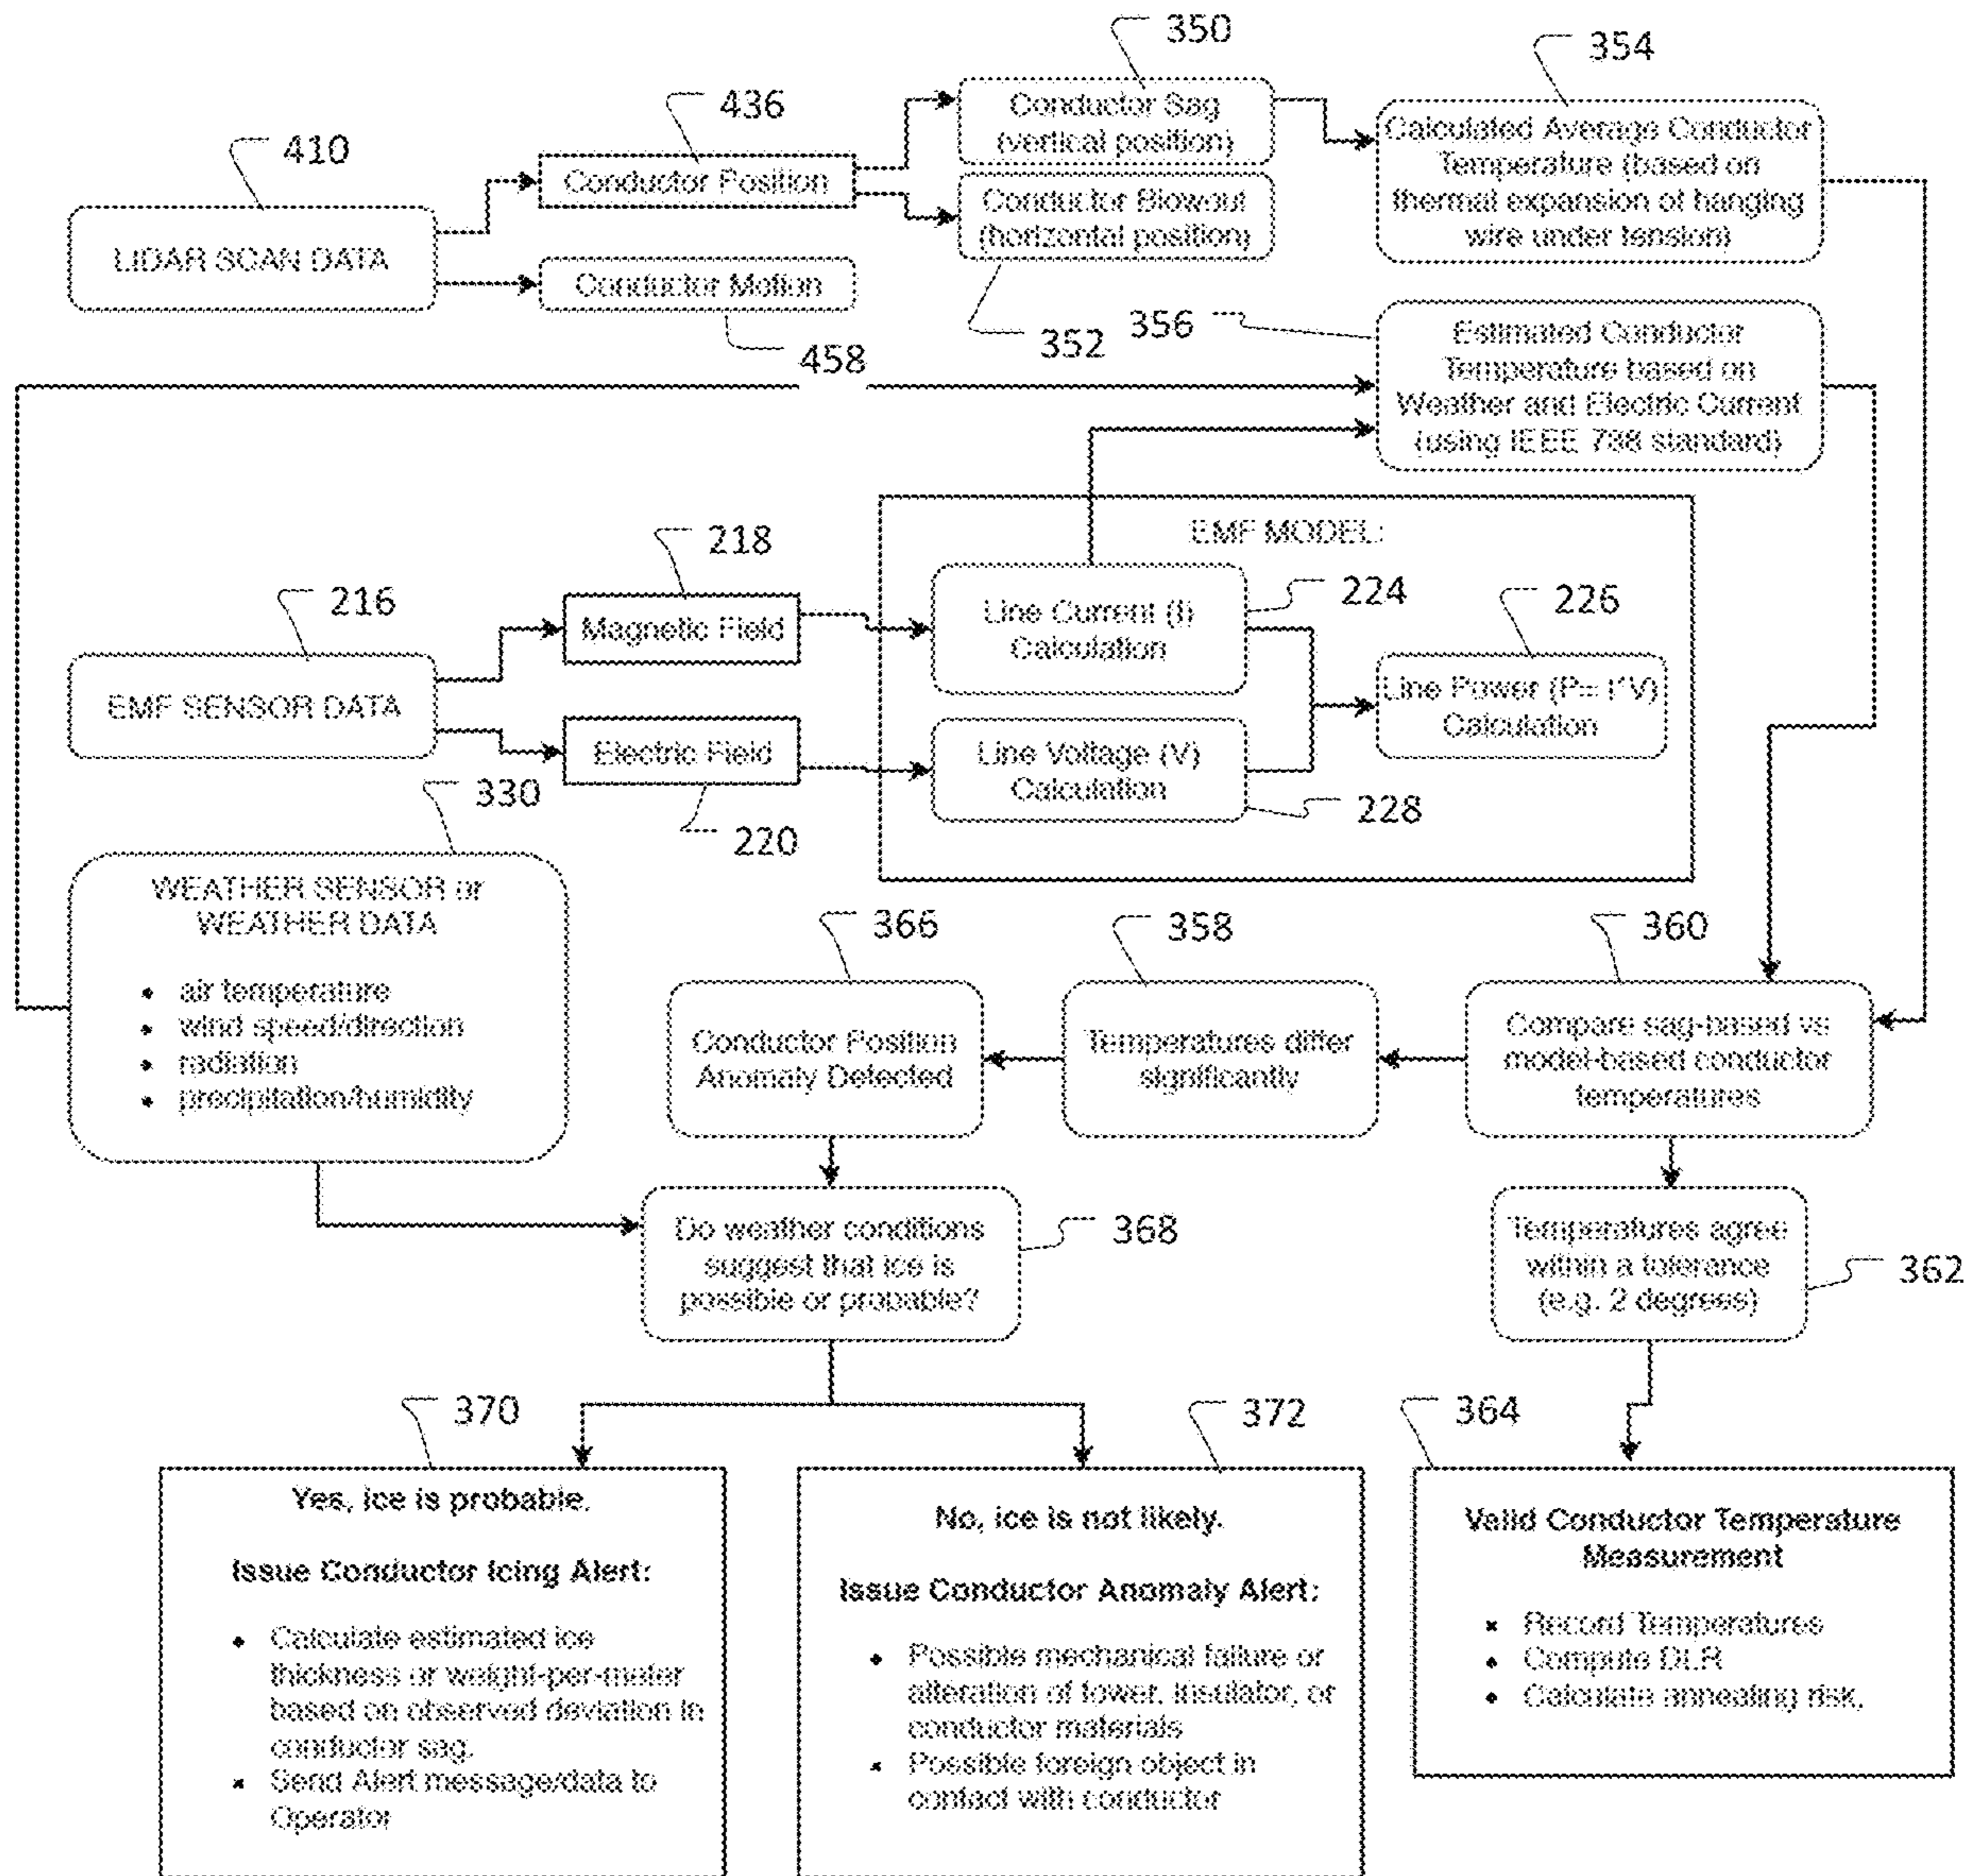 350
354
436
410
Conductor Sag
(vertical position)
Calculated Average Conductor
Temperature (based on
thermal expansion of hanging
wire under tension)
Conductor Position
Conductor Blowout
(horizontal position)
LIDAR SCAN DATA
Conductor Motion
352
356
458
Estimated Conductor
Temperature based on
Weather and Electric Current
(using IEEE 738 standard)
EMF MODEL:
218
216
224
226
Magnetic Field
Line Current (I)
Calculation
EMF SENSOR DATA
Line Power (P= I*V)
Calculation
Electric Field
Line Voltage (V)
Calculation
330
220
228
WEATHER SENSOR or
WEATHER DATA
• air temperature
• wind speed/direction
• radiation
• precipitation/humidity
366
358
360
Conductor Position
Anomaly Detected
Temperatures differ
significantly
Compare sag-based vs
model-based conductor
temperatures
Do weather conditions
suggest that ice is
possible or probable?
368
Temperatures agree
within a tolerance
(e.g. 2 degrees)
362
370
372
364
Yes, ice is probable.
Issue Conductor Icing Alert:
• Calculate estimated ice
thickness or weight-per-meter
based on observed deviation in
conductor sag.
• Send Alert message/data to
Operator
No, ice is not likely.
Issue Conductor Anomaly Alert:
• Possible mechanical failure or
alteration of tower, insulator, or
conductor materials
• Possible foreign object in
contact with conductor
Valid Conductor Temperature
Measurement
• Record Temperatures
• Compute DLR
• Calculate annealing risk.